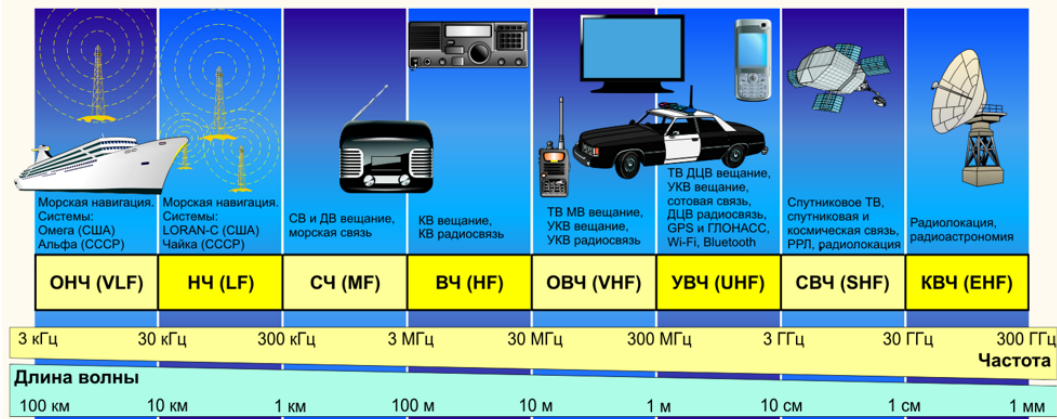 Морская навигация.
Системы:
Омега (США)
Альфа (СССР)
Морская навигация.
Системы:
LORAN-C (США)
Чайка (СССР)
СВ и ДВ вещание,
морская связь
КВ вещание,
КВ радиосвязь
ТВ МВ вещание,
УКВ вещание,
УКВ радиосвязь
ТВ ДЦВ вещание,
УКВ вещание,
сотовая связь,
ДЦВ радиосвязь,
GPS и ГЛОНАСС,
Wi-Fi, Bluetooth
Спутниковое ТВ,
спутниковая и
космическая связь,
РРЛ, радиолокация
Радиолокация,
радиоастрономия
ОНЧ (VLF) НЧ (LF) СЧ (MF) ВЧ (HF) ОВЧ (VHF) УВЧ (UHF) СВЧ (SHF) КВЧ (EHF)
3 кГц 30 кГц 300 кГц 3 МГц 30 МГц 300 МГц 3 ГГц 30 ГГц 300 ГГц
Частота
Длина волны
100 км 10 км 1 км 100 м 10 м 1 м 10 см 1 см 1 мм